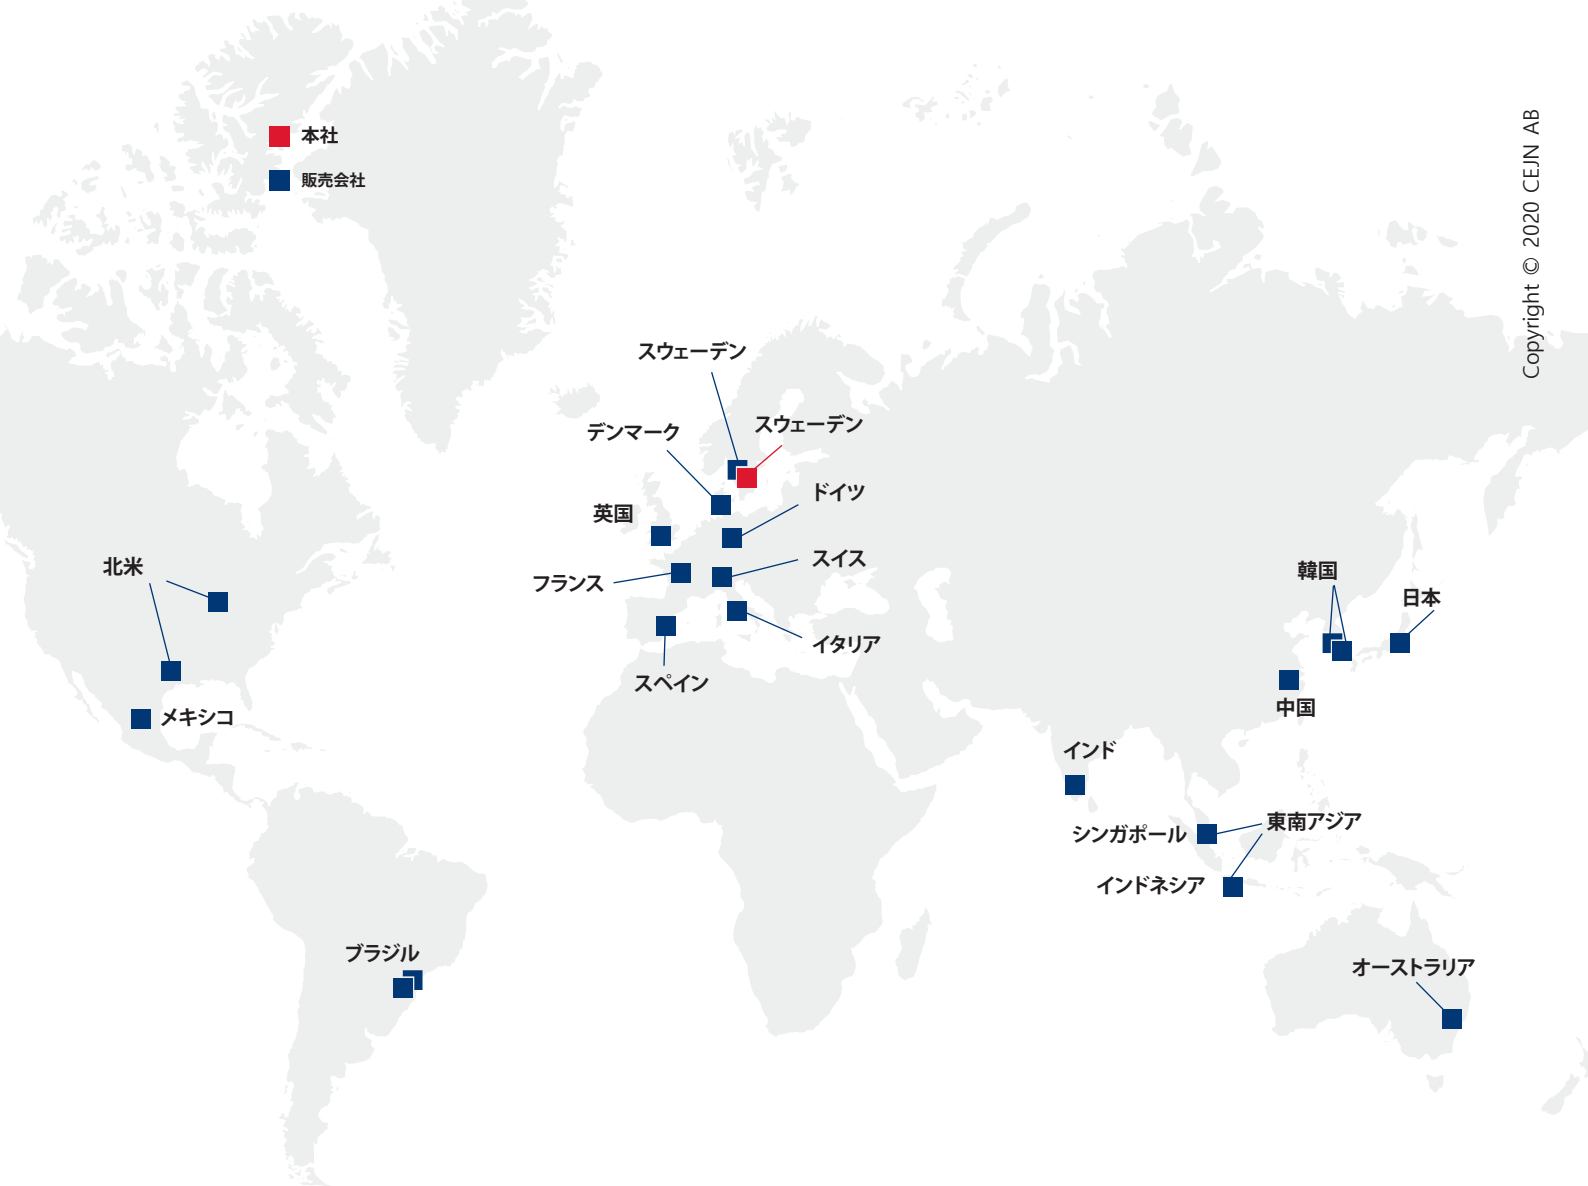 本社
販売会社
Copyright © 2020 CEJN AB
スウェーデン
スウェーデン
デンマーク
ドイツ
英国
スイス
フランス
イタリア
スペイン
北米
メキシコ
韓国
日本
中国
インド
東南アジア
シンガポール
インドネシア
ブラジル
オーストラリア